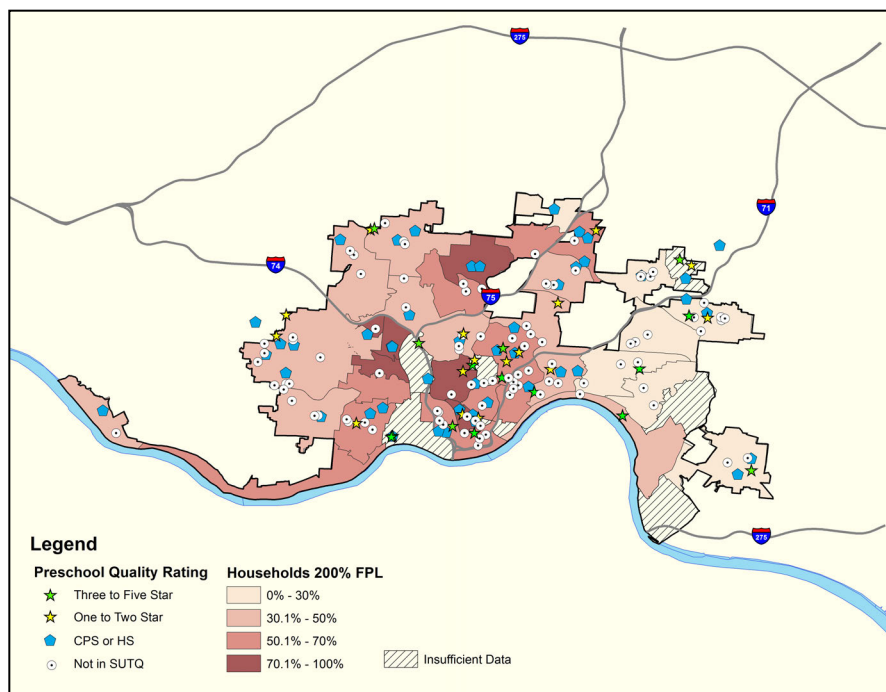 275
71
74
75
275
Legend
Preschool Quality Rating
Three to Five Star
One to Two Star
CPS or HS
Not in SUTQ
Households 200% FPL
0% - 30%
30.1% - 50%
50.1% - 70%
70.1% - 100%
Insufficient Data